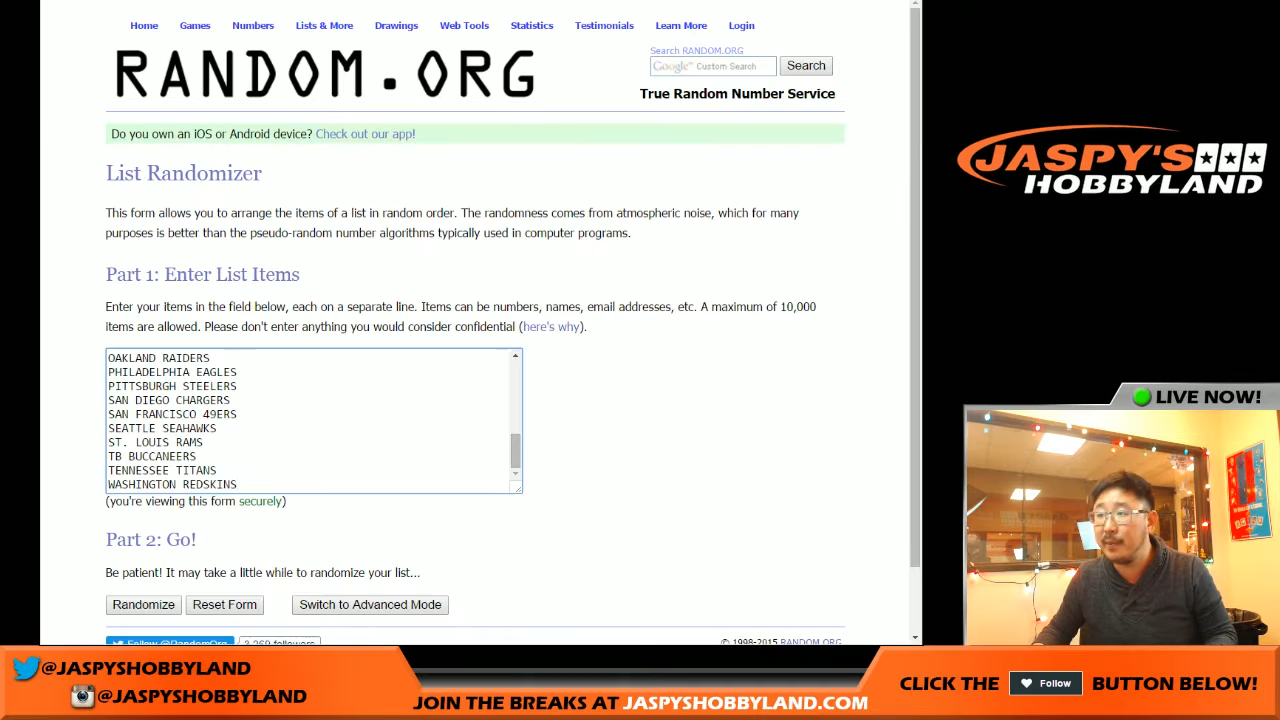 Home Games Numbers Lists & More Drawings Web Tools Statistics Testimonials Learn More Login
RANDOM.ORG
Search RANDOM.ORG
Google™ Custom Search Search
True Random Number Service
Do you own an iOS or Android device? Check out our app!
List Randomizer
This form allows you to arrange the items of a list in random order. The randomness comes from atmospheric noise, which for many
purposes is better than the pseudo-random number algorithms typically used in computer programs.
Part 1: Enter List Items
Enter your items in the field below, each on a separate line. Items can be numbers, names, email addresses, etc. A maximum of 10,000
items are allowed. Please don't enter anything you would consider confidential (here's why).
OAKLAND RAIDERS
PHILADELPHIA EAGLES
PITTSBURGH STEELERS
SAN DIEGO CHARGERS
SAN FRANCISCO 49ERS
SEATTLE SEAHAWKS
ST. LOUIS RAMS
TB BUCCANEERS
TENNESSEE TITANS
WASHINGTON REDSKINS
(you're viewing this form securely)
Part 2: Go!
Be patient! It may take a little while to randomize your list...
Randomize Reset Form Switch to Advanced Mode
Follow @RandomOrg 3,269 followers
© 1998-2015 RANDOM.ORG
JASPY'S
HOBBYLAND
LIVE NOW!
@JASPYSHOBBYLAND
@JASPYSHOBBYLAND
JOIN THE BREAKS AT JASPYSHOBBYLAND.COM
CLICK THE Follow BUTTON BELOW!